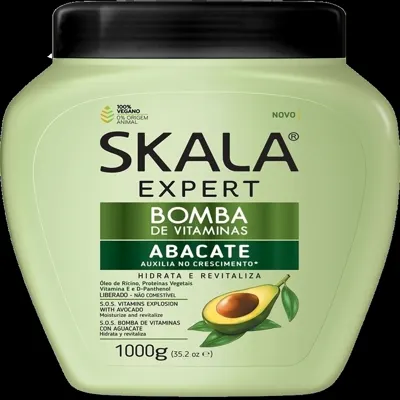 100%
VEGANO
0% ORIGEM
ANIMAL
NOVO
SKALA®
EXPERT
BOMBA
DE VITAMINAS
ABACATE
AUXILIA NO CRESCIMENTO*
HIDRATA E REVITALIZA
Óleo de Rícino, Proteínas Vegetais
Vitamina E e D-Panthenol
LIBERADO - NÃO COMESTÍVEL
S.O.S. VITAMINS EXPLOSION
WITH AVOCADO
Moisturize and revitalize
S.O.S. BOMBA DE VITAMINAS
CON AGUACATE
Hidrata y revitaliza
1000g (35.2 oz ℮)